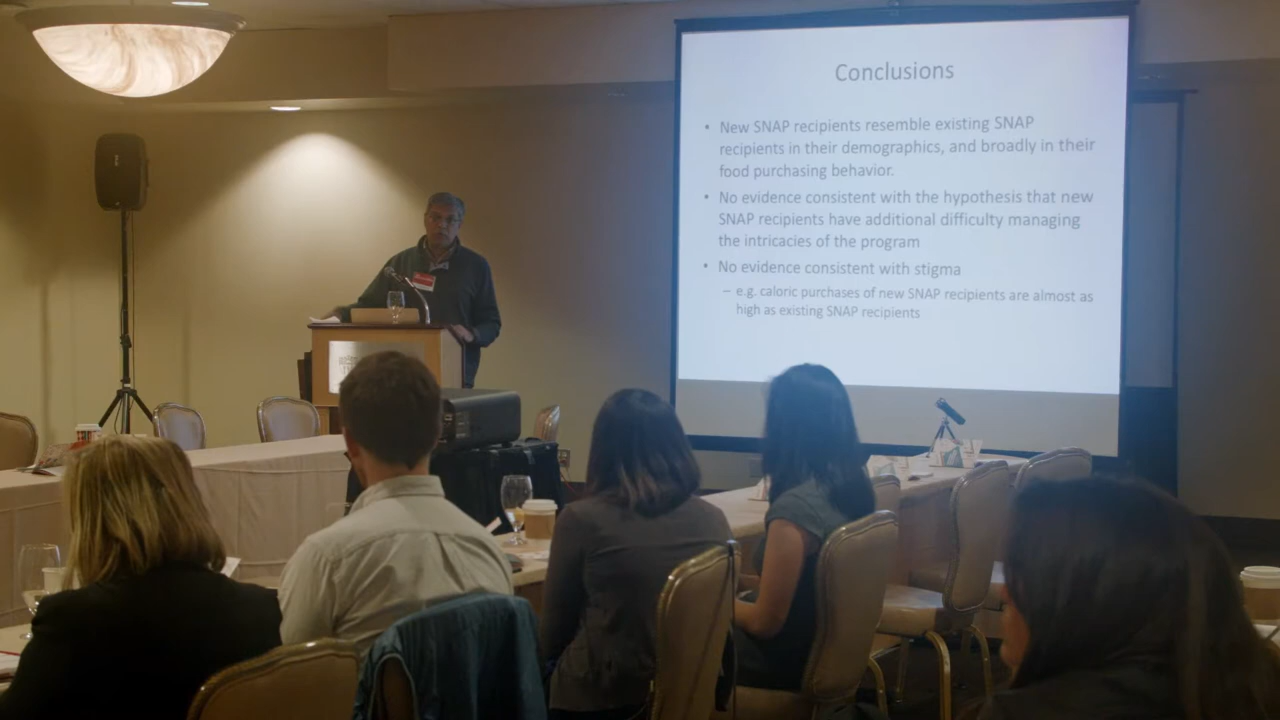 Conclusions
• New SNAP recipients resemble existing SNAP
recipients in their demographics, and broadly in their
food purchasing behavior.
• No evidence consistent with the hypothesis that new
SNAP recipients have additional difficulty managing
the intricacies of the program
• No evidence consistent with stigma
– e.g. caloric purchases of new SNAP recipients are almost as
high as existing SNAP recipients